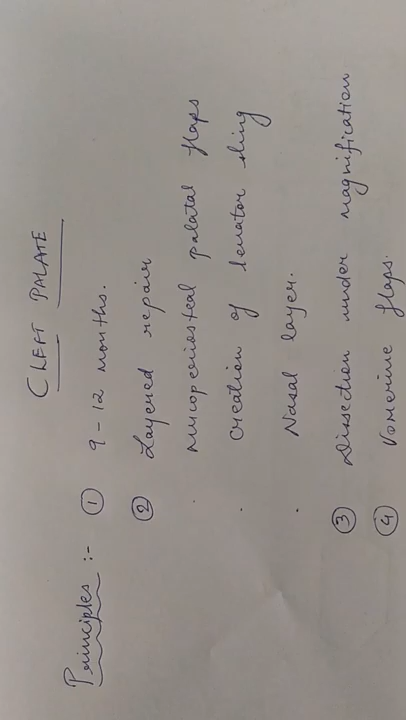 CLEFT PALATE
Principles :- ① 9-12 months.
② Layered repair
. mucoperiosteal palatal flaps
. creation of levator sling
. Nasal layer.
③ Dissection under magnification
④ Vomerine flaps.